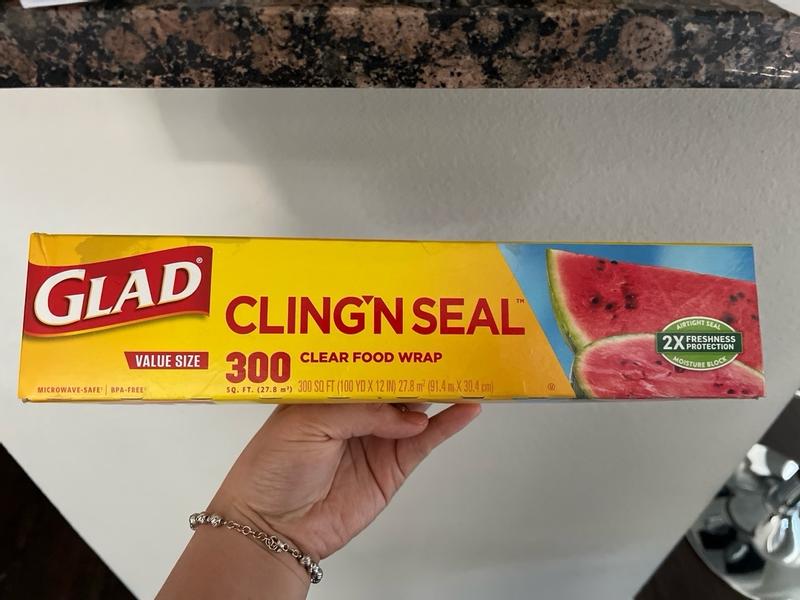 GLAD®
CLING'N SEAL™
VALUE SIZE
300
SQ. FT. (27.8 m²)
CLEAR FOOD WRAP
300 SQ FT (100 YD X 12 IN) 27.8 m² (91.4 m X 30.4 cm)
MICROWAVE-SAFE† | BPA-FREE‡
AIRTIGHT SEAL
2X FRESHNESS
PROTECTION
MOISTURE BLOCK